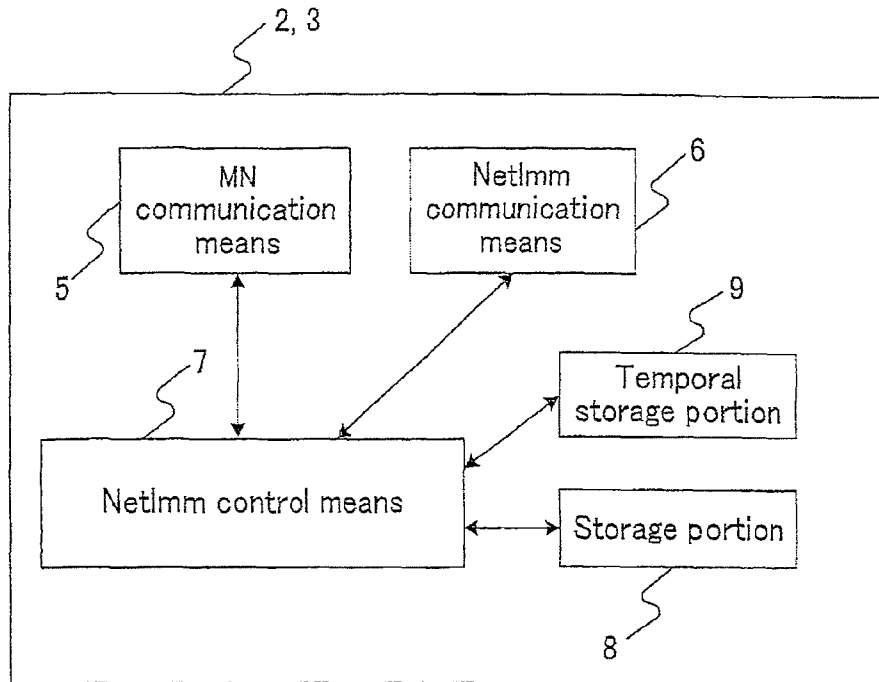 2, 3
MN
communication
means
5
NetImm
communication
means
6
9
Temporal
storage portion
7
NetImm control means
Storage portion
8